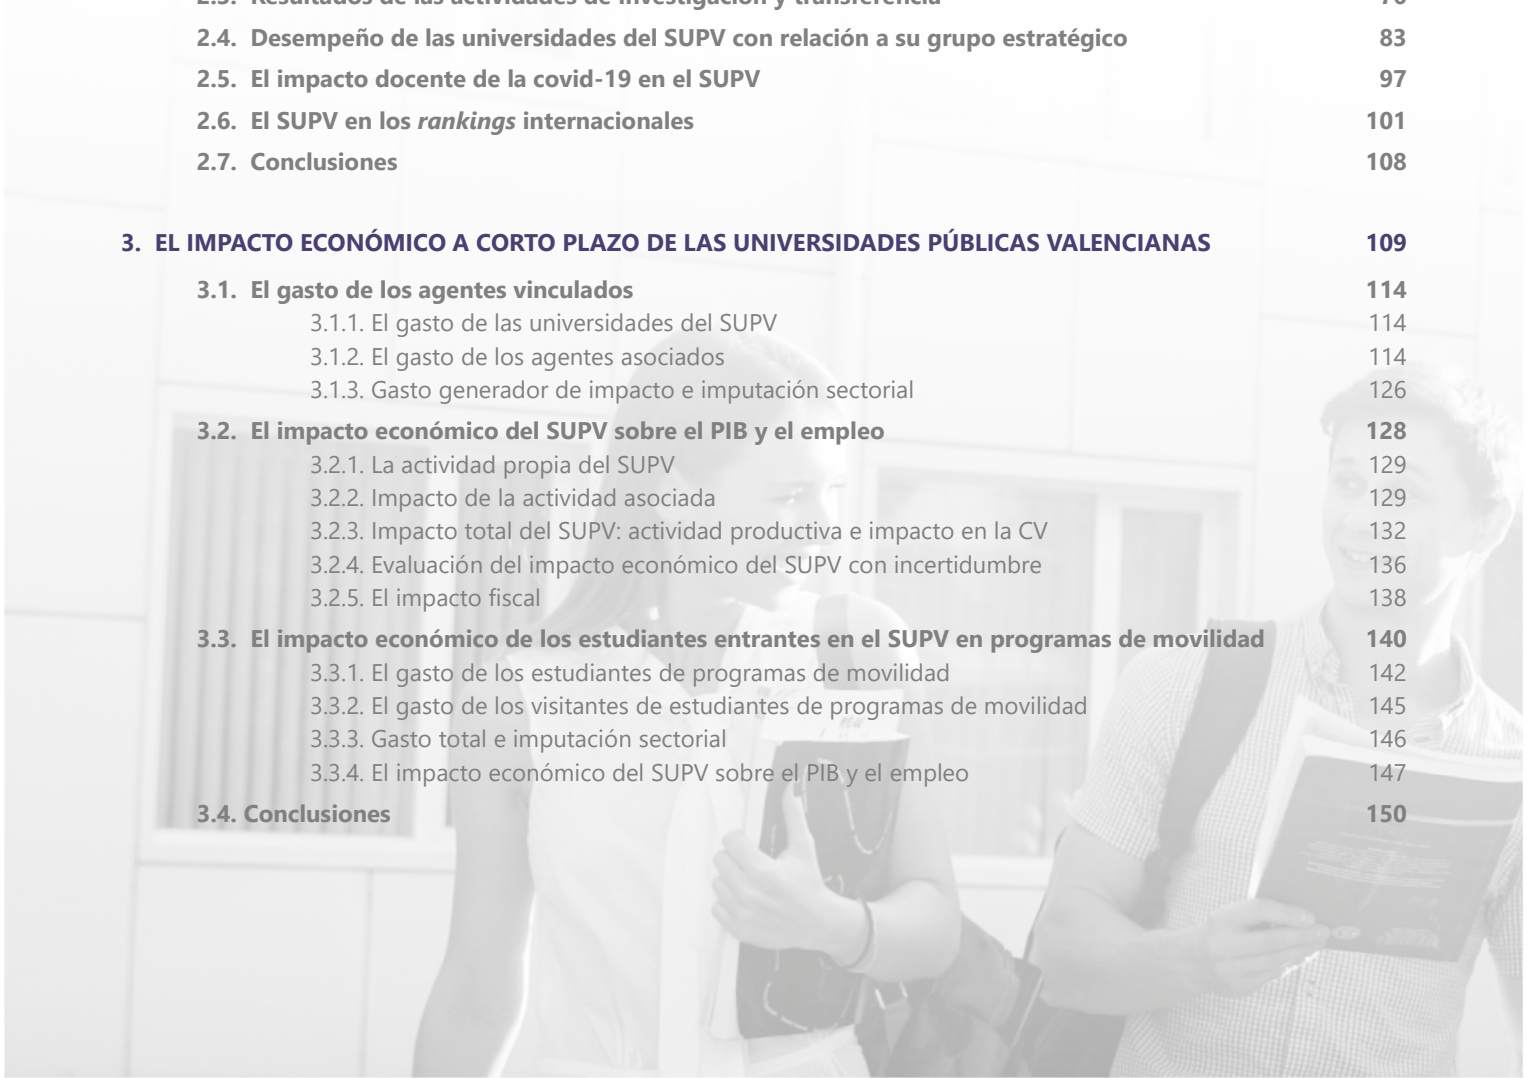 2.3. Resultados de las actividades de investigación y transferencia 76
2.4. Desempeño de las universidades del SUPV con relación a su grupo estratégico 83
2.5. El impacto docente de la covid-19 en el SUPV 97
2.6. El SUPV en los rankings internacionales 101
2.7. Conclusiones 108
3. EL IMPACTO ECONÓMICO A CORTO PLAZO DE LAS UNIVERSIDADES PÚBLICAS VALENCIANAS 109
3.1. El gasto de los agentes vinculados 114
3.1.1. El gasto de las universidades del SUPV 114
3.1.2. El gasto de los agentes asociados 114
3.1.3. Gasto generador de impacto e imputación sectorial 126
3.2. El impacto económico del SUPV sobre el PIB y el empleo 128
3.2.1. La actividad propia del SUPV 129
3.2.2. Impacto de la actividad asociada 129
3.2.3. Impacto total del SUPV: actividad productiva e impacto en la CV 132
3.2.4. Evaluación del impacto económico del SUPV con incertidumbre 136
3.2.5. El impacto fiscal 138
3.3. El impacto económico de los estudiantes entrantes en el SUPV en programas de movilidad 140
3.3.1. El gasto de los estudiantes de programas de movilidad 142
3.3.2. El gasto de los visitantes de estudiantes de programas de movilidad 145
3.3.3. Gasto total e imputación sectorial 146
3.3.4. El impacto económico del SUPV sobre el PIB y el empleo 147
3.4. Conclusiones 150